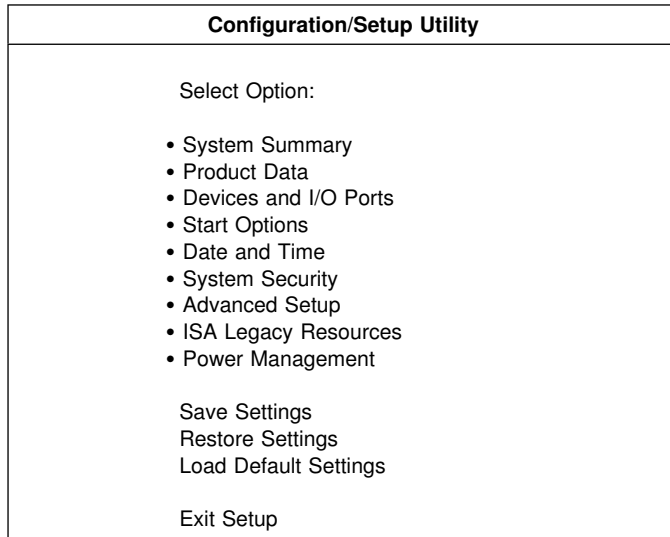 Configuration/Setup Utility
Select Option:
• System Summary
• Product Data
• Devices and I/O Ports
• Start Options
• Date and Time
• System Security
• Advanced Setup
• ISA Legacy Resources
• Power Management
Save Settings
Restore Settings
Load Default Settings
Exit Setup